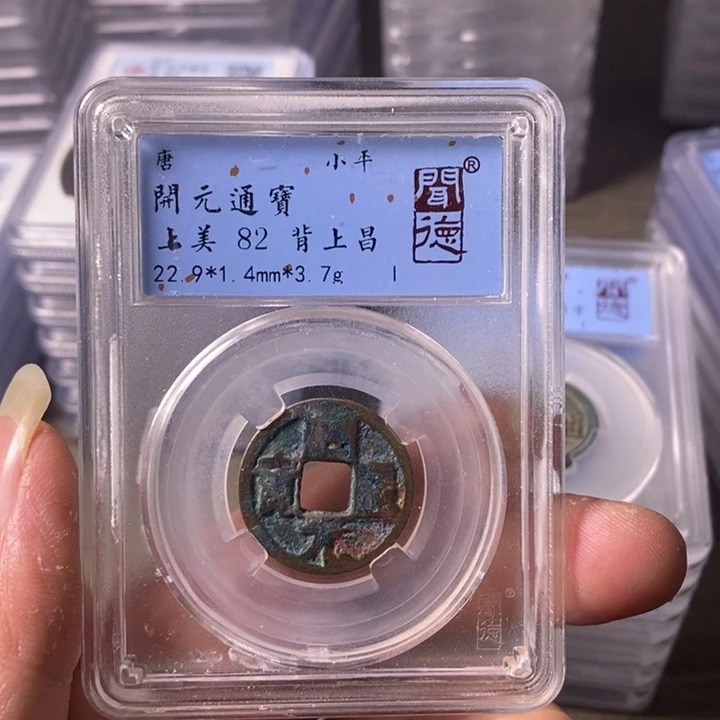 唐 小平
開元通寶
上美 82 背上昌
22.9*1.4mm*3.7g
聞德®